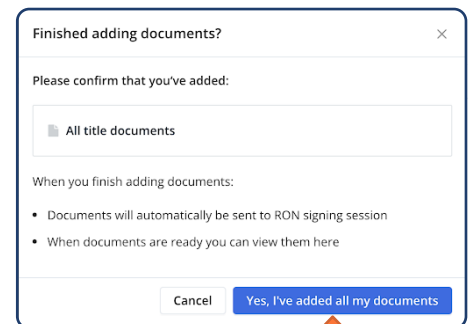 Finished adding documents?
Please confirm that you've added:
All title documents
When you finish adding documents:
• Documents will automatically be sent to RON signing session
• When documents are ready you can view them here
Cancel
Yes, I've added all my documents